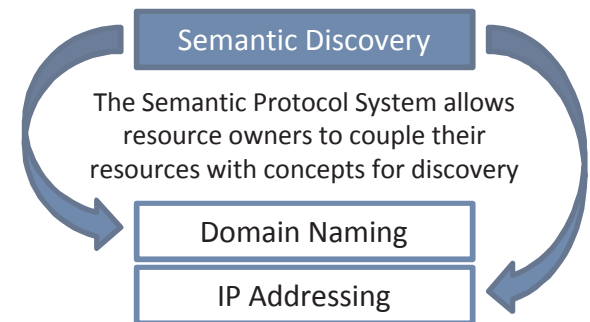 Semantic Discovery
The Semantic Protocol System allows
resource owners to couple their
resources with concepts for discovery
Domain Naming
IP Addressing